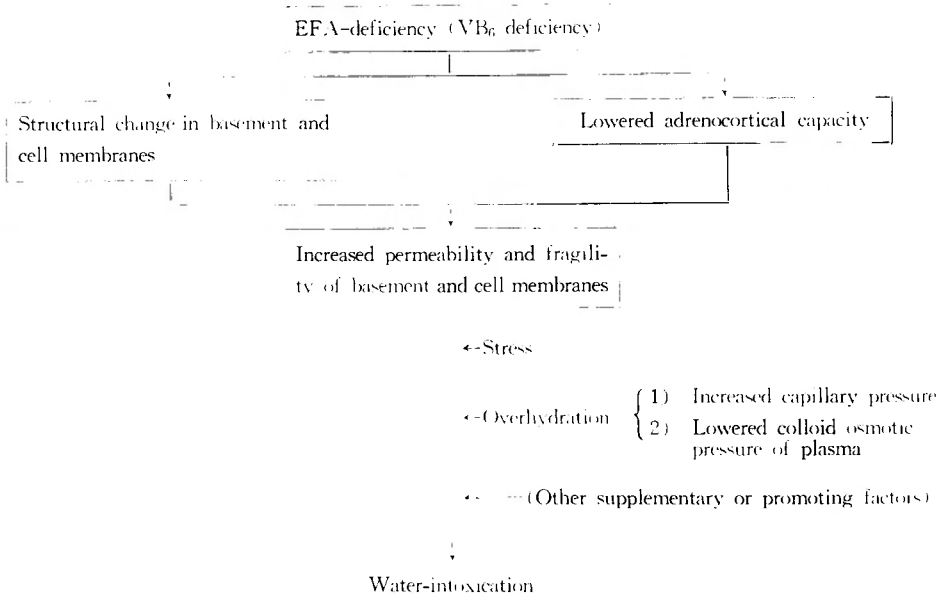 EFA-deficiency (VB₆ deficiency)
Structural change in basement and
cell membranes
Lowered adrenocortical capacity
Increased permeability and fragili-
ty of basement and cell membranes
←Stress
←Overhydration
1) Increased capillary pressure
2) Lowered colloid osmotic
pressure of plasma
← (Other supplementary or promoting factors)
Water-intoxication